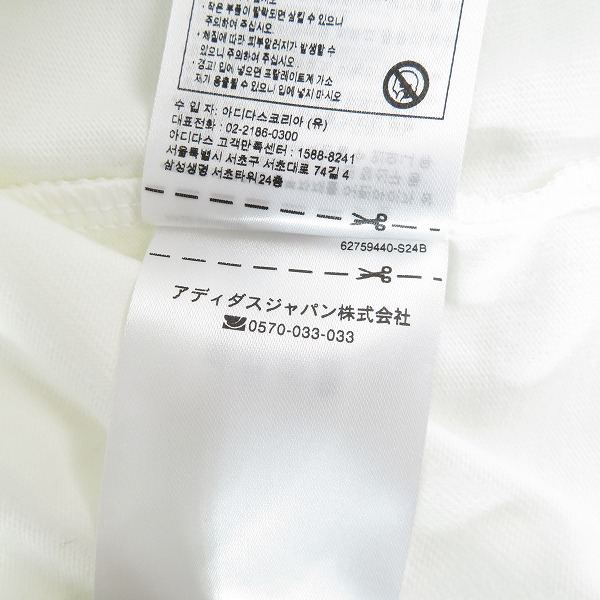 · 작은 부품이 탈락되면 삼킬 수 있으니
주의하여 주십시오.
· 체질에 따라 피부알러지가 발생할 수
있으니 주의하여 주십시오.
· 경고! 입에 넣으면 프탈레이트계 가소
제가 용출될 수 있으니 입에 넣지 마시오
수 입 자: 아디다스코리아 (유)
대표전화 : 02-2186-0300
아디다스 고객만족센터 : 1588-8241
서울특별시 서초구 서초대로 74길 4
삼성생명 서초타워24층
62759440-S24B
アディダスジャパン株式会社
0570-033-033